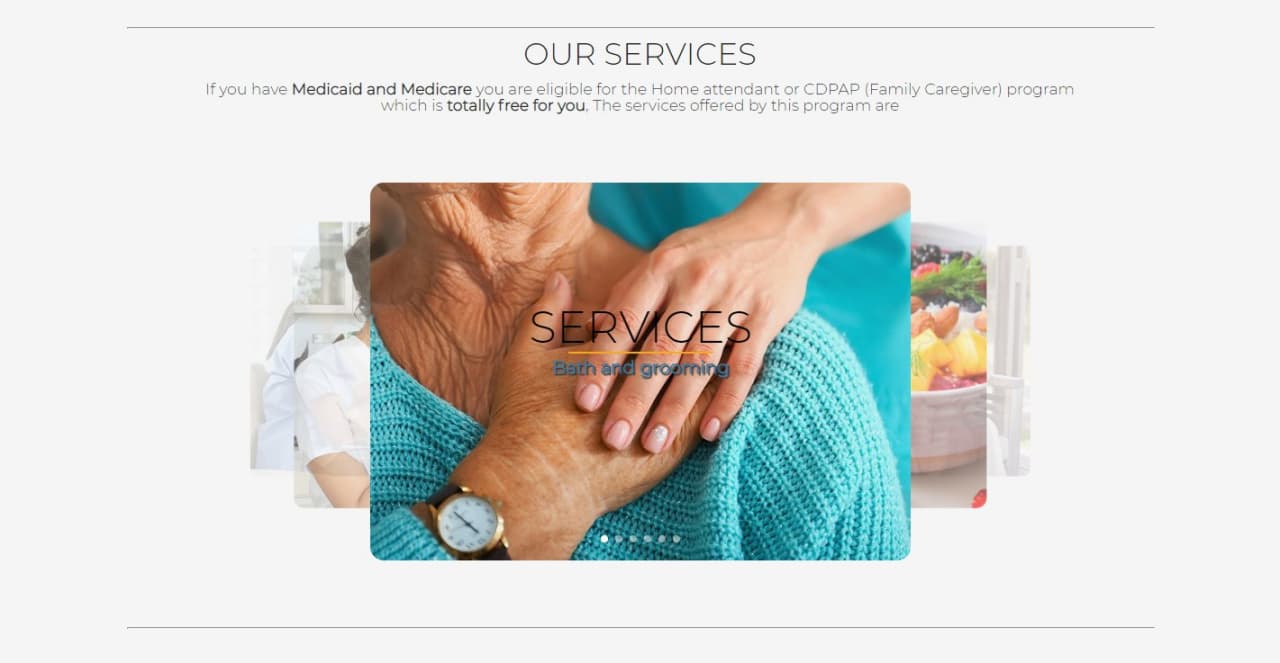 OUR SERVICES
If you have Medicaid and Medicare you are eligible for the Home attendant or CDPAP (Family Caregiver) program
which is totally free for you. The services offered by this program are
SERVICES
Bath and grooming